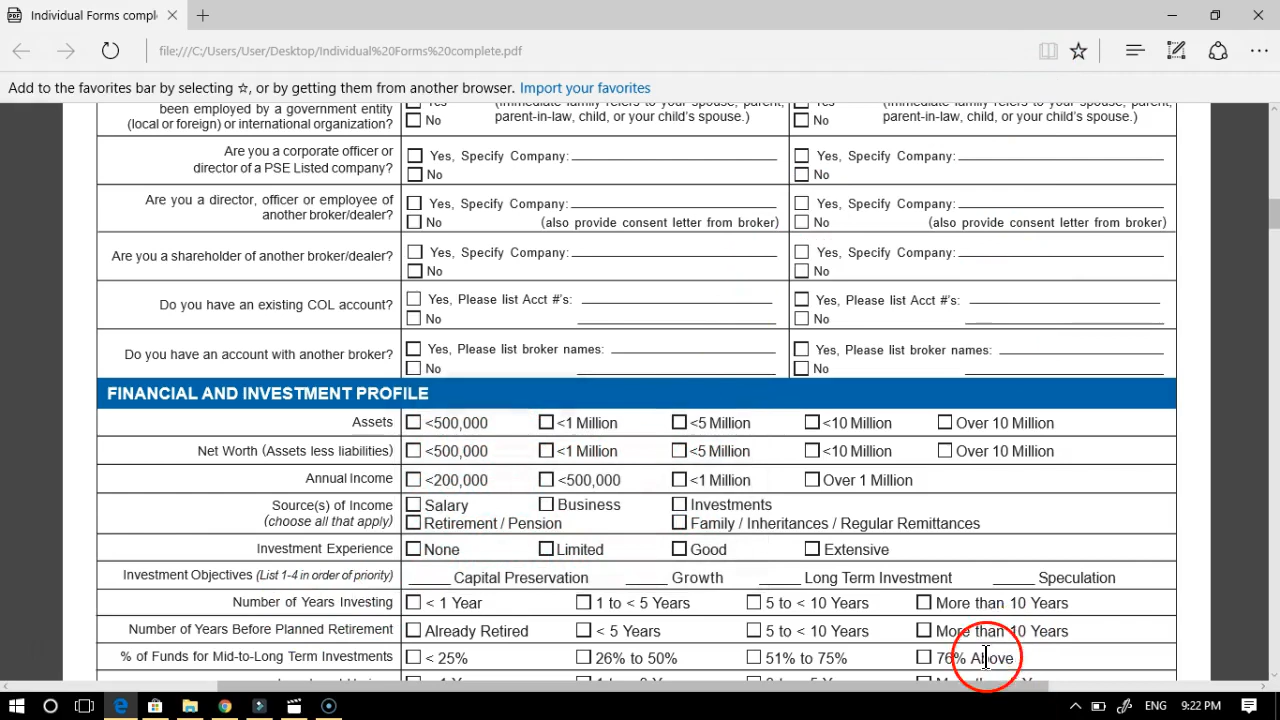 Individual Forms compl
file:///C:/Users/User/Desktop/Individual%20Forms%20complete.pdf
Add to the favorites bar by selecting ☆, or by getting them from another browser. Import your favorites
been employed by a government entity
(local or foreign) or international organization?
Yes (Immediate family refers to your spouse, parent,
No parent-in-law, child, or your child's spouse.)
Yes (Immediate family refers to your spouse, parent,
No parent-in-law, child, or your child's spouse.)
Are you a corporate officer or
director of a PSE Listed company?
Yes, Specify Company:
No
Yes, Specify Company:
No
Are you a director, officer or employee of
another broker/dealer?
Yes, Specify Company:
No (also provide consent letter from broker)
Yes, Specify Company:
No (also provide consent letter from broker)
Are you a shareholder of another broker/dealer?
Yes, Specify Company:
No
Yes, Specify Company:
No
Do you have an existing COL account?
Yes, Please list Acct #'s:
No
Yes, Please list Acct #'s:
No
Do you have an account with another broker?
Yes, Please list broker names:
No
Yes, Please list broker names:
No
FINANCIAL AND INVESTMENT PROFILE
Assets <500,000 <1 Million <5 Million <10 Million Over 10 Million
Net Worth (Assets less liabilities) <500,000 <1 Million <5 Million <10 Million Over 10 Million
Annual Income <200,000 <500,000 <1 Million Over 1 Million
Source(s) of Income
(choose all that apply)
Salary Business Investments
Retirement / Pension Family / Inheritances / Regular Remittances
Investment Experience None Limited Good Extensive
Investment Objectives (List 1-4 in order of priority) _____ Capital Preservation _____ Growth _____ Long Term Investment _____ Speculation
Number of Years Investing < 1 Year 1 to < 5 Years 5 to < 10 Years More than 10 Years
Number of Years Before Planned Retirement Already Retired < 5 Years 5 to < 10 Years More than 10 Years
% of Funds for Mid-to-Long Term Investments < 25% 26% to 50% 51% to 75% 76% Above
ENG 9:22 PM